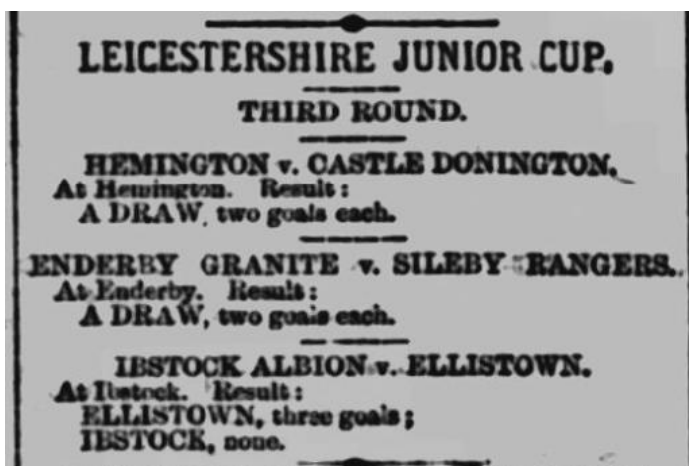 LEICESTERSHIRE JUNIOR CUP.
THIRD ROUND.
HEMINGTON v. CASTLE DONINGTON.
At Hemington. Result:
A DRAW, two goals each.
ENDERBY GRANITE v. SILEBY RANGERS.
At Enderby. Result:
A DRAW, two goals each.
IBSTOCK ALBION v. ELLISTOWN.
At Ibstock. Result:
ELLISTOWN, three goals;
IBSTOCK, none.